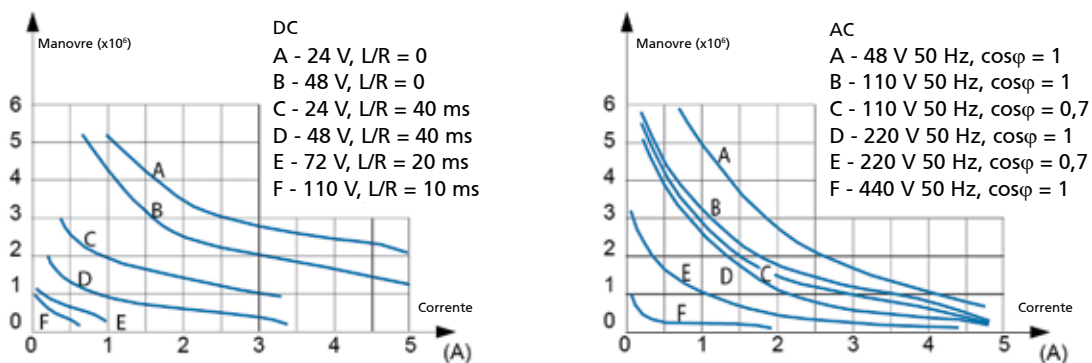 DC
Manovre (x10⁶)
A - 24 V, L/R = 0
B - 48 V, L/R = 0
C - 24 V, L/R = 40 ms
D - 48 V, L/R = 40 ms
E - 72 V, L/R = 20 ms
F - 110 V, L/R = 10 ms
6
5
4
3
2
1
0
A
B
C
D
F
E
Corrente
0
1
2
3
4
5
(A)
AC
Manovre (x10⁶)
A - 48 V 50 Hz, cosφ = 1
B - 110 V 50 Hz, cosφ = 1
C - 110 V 50 Hz, cosφ = 0,7
D - 220 V 50 Hz, cosφ = 1
E - 220 V 50 Hz, cosφ = 0,7
F - 440 V 50 Hz, cosφ = 1
6
5
4
3
2
1
0
A
B
E
D
C
F
Corrente
0
1
2
3
4
5
(A)